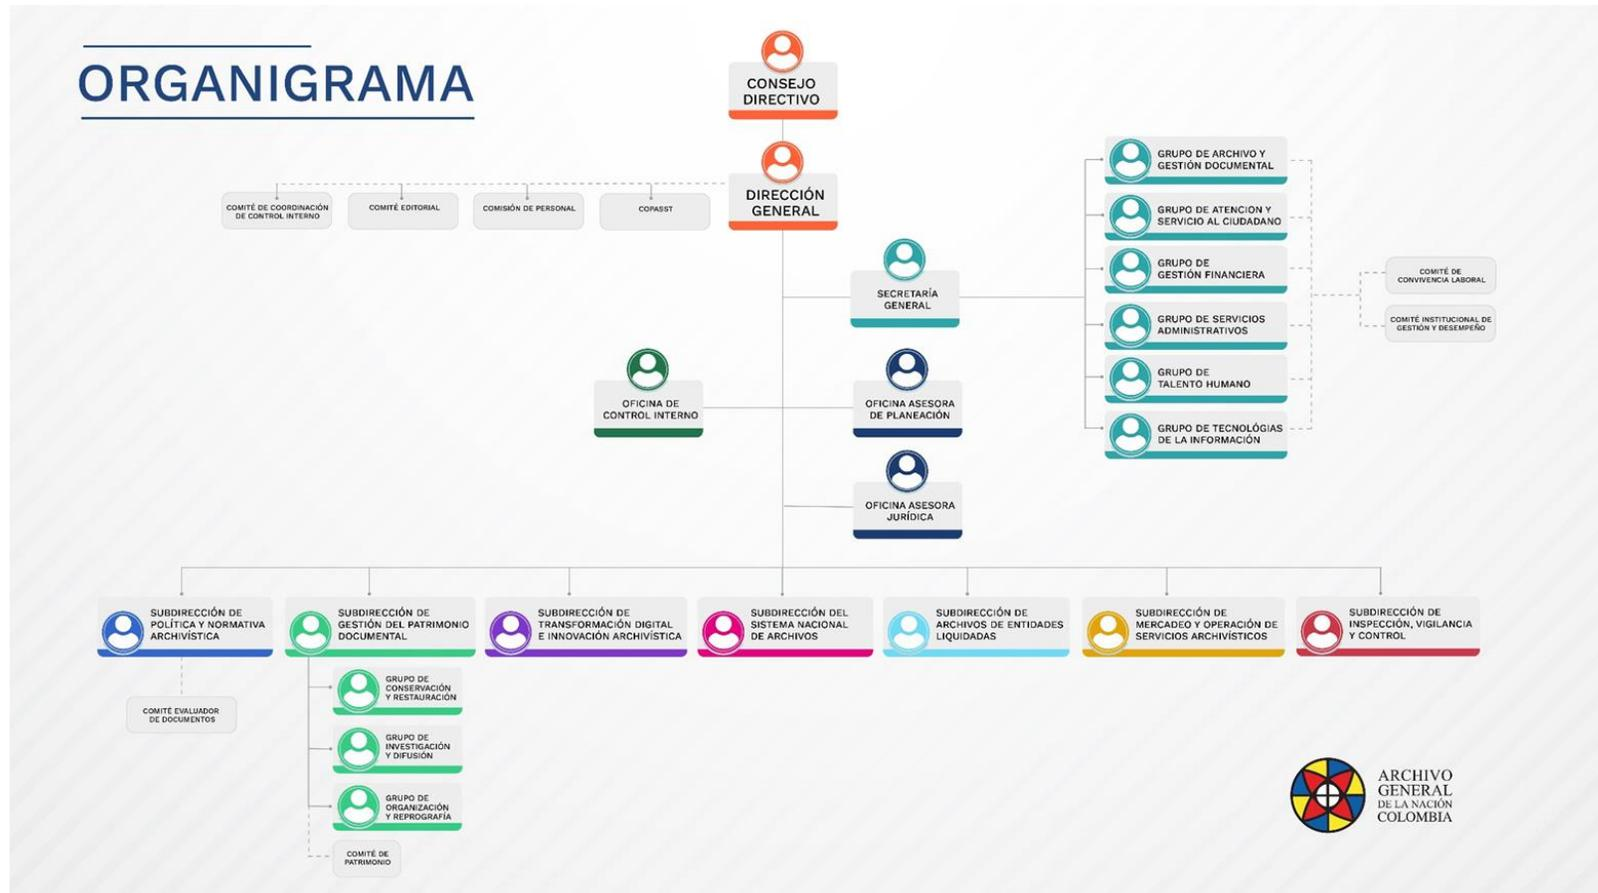 ORGANIGRAMA
CONSEJO
DIRECTIVO
DIRECCIÓN
GENERAL
COMITÉ DE COORDINACIÓN
DE CONTROL INTERNO
COMITÉ EDITORIAL
COMISIÓN DE PERSONAL
COPASST
SECRETARÍA
GENERAL
GRUPO DE ARCHIVO Y
GESTIÓN DOCUMENTAL
GRUPO DE ATENCION Y
SERVICIO AL CIUDADANO
GRUPO DE
GESTIÓN FINANCIERA
GRUPO DE SERVICIOS
ADMINISTRATIVOS
GRUPO DE
TALENTO HUMANO
GRUPO DE TECNOLÓGIAS
DE LA INFORMACIÓN
COMITÉ DE
CONVIVENCIA LABORAL
COMITÉ INSTITUCIONAL DE
GESTIÓN Y DESEMPEÑO
OFICINA DE
CONTROL INTERNO
OFICINA ASESORA
DE PLANEACIÓN
OFICINA ASESORA
JURÍDICA
SUBDIRECCIÓN DE
POLÍTICA Y NORMATIVA
ARCHIVÍSTICA
SUBDIRECCIÓN DE
GESTIÓN DEL PATRIMONIO
DOCUMENTAL
SUBDIRECCIÓN DE
TRANSFORMACIÓN DIGITAL
E INNOVACIÓN ARCHIVÍSTICA
SUBDIRECCIÓN DEL
SISTEMA NACIONAL
DE ARCHIVOS
SUBDIRECCIÓN DE
ARCHIVOS DE ENTIDADES
LIQUIDADAS
SUBDIRECCIÓN DE
MERCADEO Y OPERACIÓN DE
SERVICIOS ARCHIVÍSTICOS
SUBDIRECCIÓN DE
INSPECCIÓN, VIGILANCIA
Y CONTROL
COMITÉ EVALUADOR
DE DOCUMENTOS
GRUPO DE
CONSERVACIÓN
Y RESTAURACIÓN
GRUPO DE
INVESTIGACIÓN
Y DIFUSIÓN
GRUPO DE
ORGANIZACIÓN
Y REPROGRAFÍA
COMITÉ DE
PATRIMONIO
ARCHIVO
GENERAL
DE LA NACIÓN
COLOMBIA